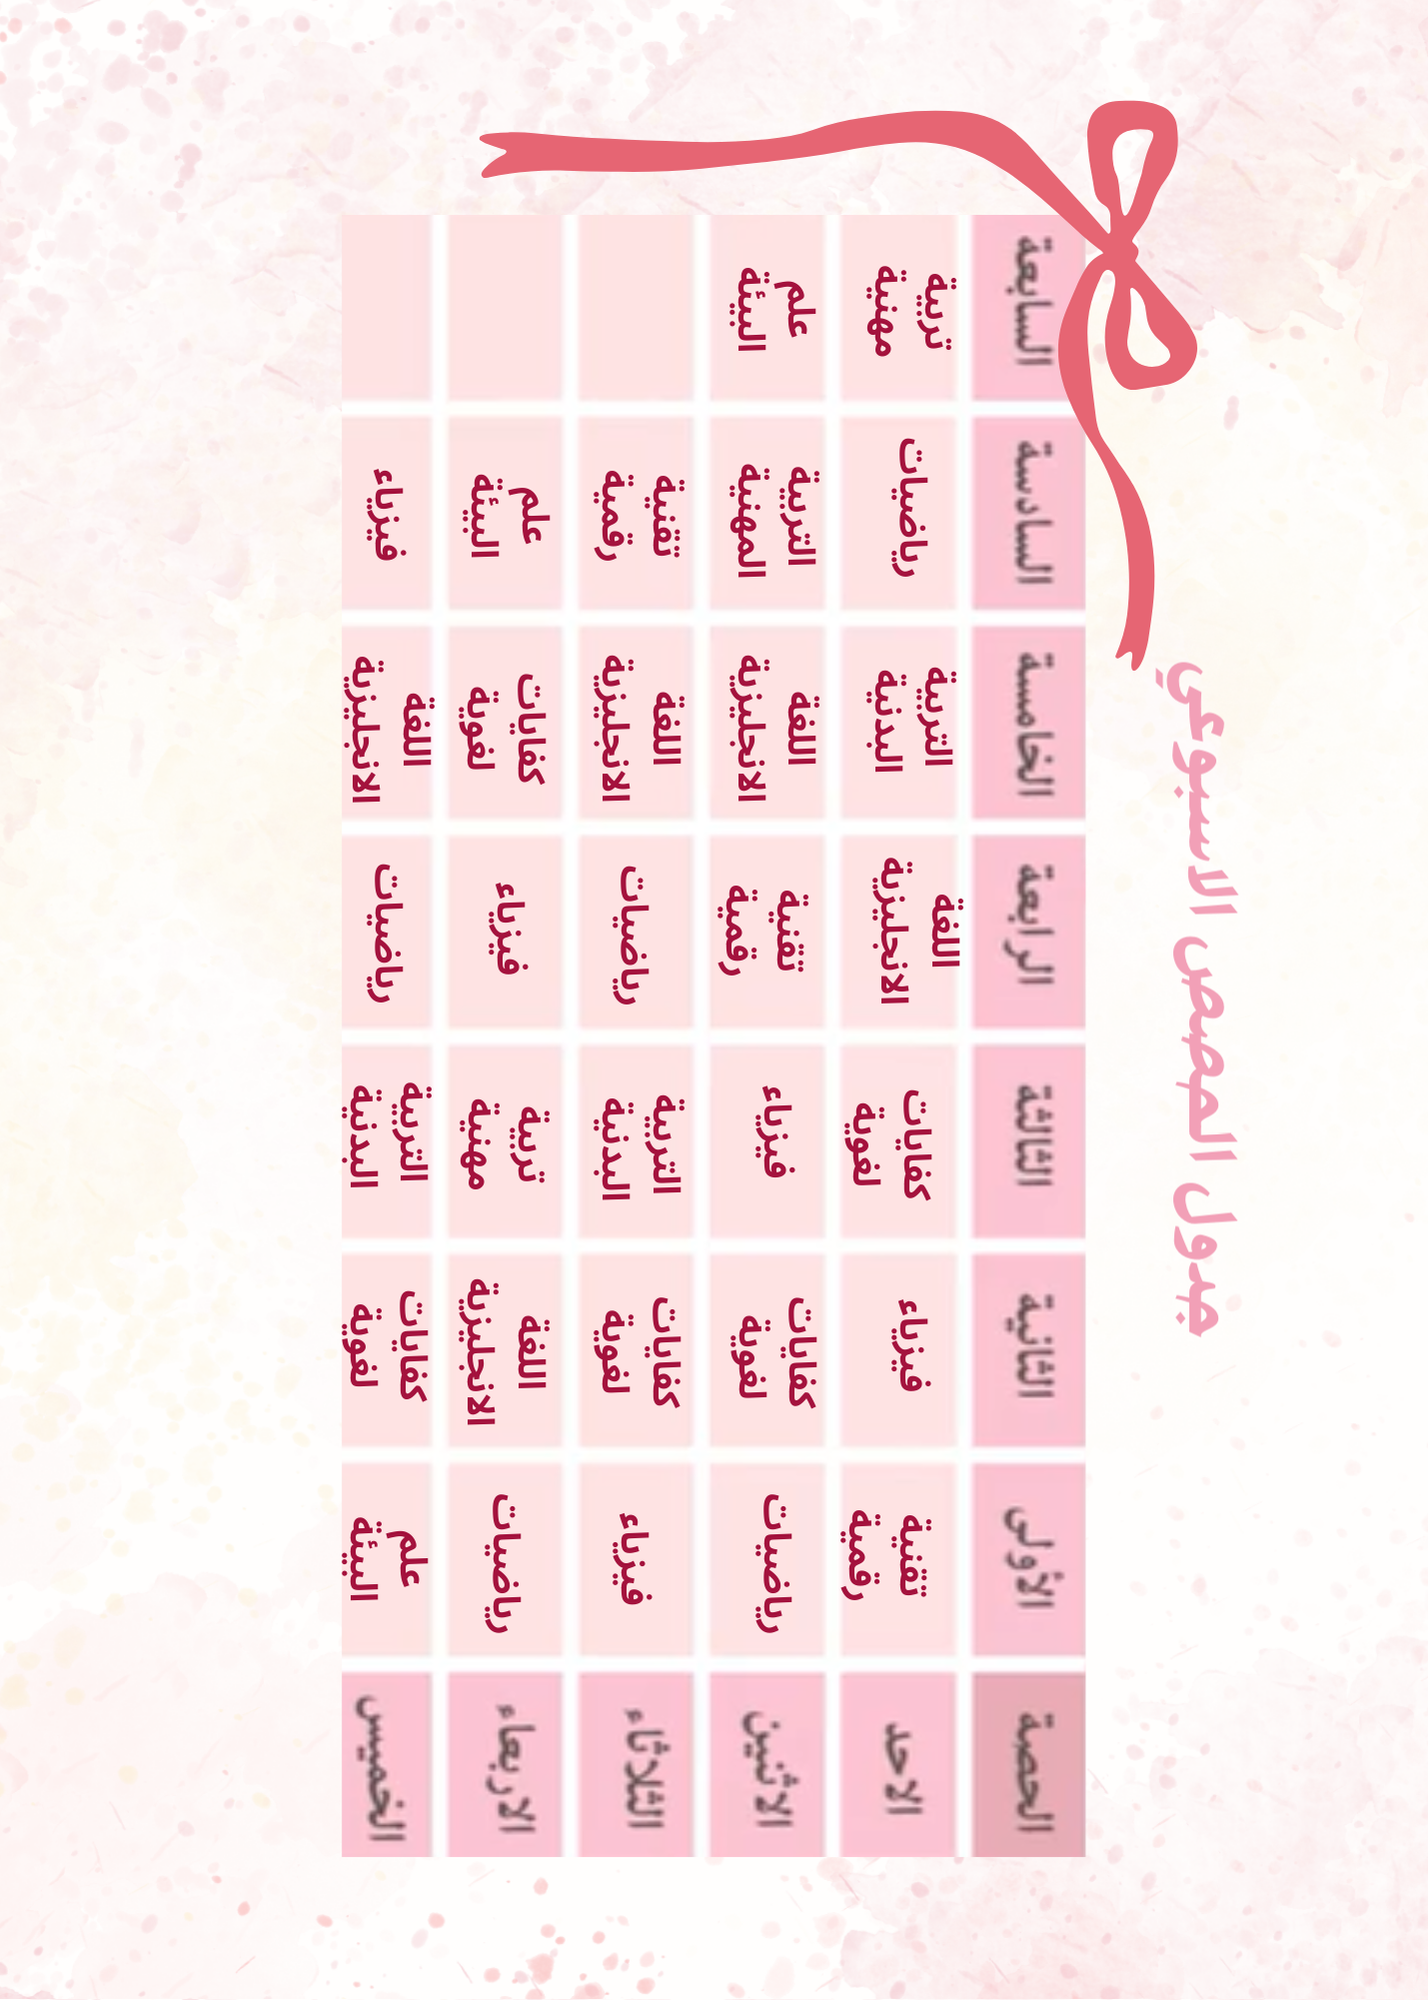 جدول الحصص الاسبوعي
الحصة
الأولى
الثانية
الثالثة
الرابعة
الخامسة
السادسة
السابعة
الاحد
تقنية
رقمية
فيزياء
كفايات
لغوية
اللغة
الانجليزية
التربية
البدنية
رياضيات
تربية
مهنية
الاثنين
رياضيات
كفايات
لغوية
فيزياء
تقنية
رقمية
اللغة
الانجليزية
التربية
المهنية
علم
البيئة
الثلاثاء
فيزياء
كفايات
لغوية
التربية
البدنية
رياضيات
اللغة
الانجليزية
تقنية
رقمية
الاربعاء
رياضيات
اللغة
الانجليزية
تربية
مهنية
فيزياء
كفايات
لغوية
علم
البيئة
الخميس
علم
البيئة
كفايات
لغوية
التربية
البدنية
رياضيات
اللغة
الانجليزية
فيزياء